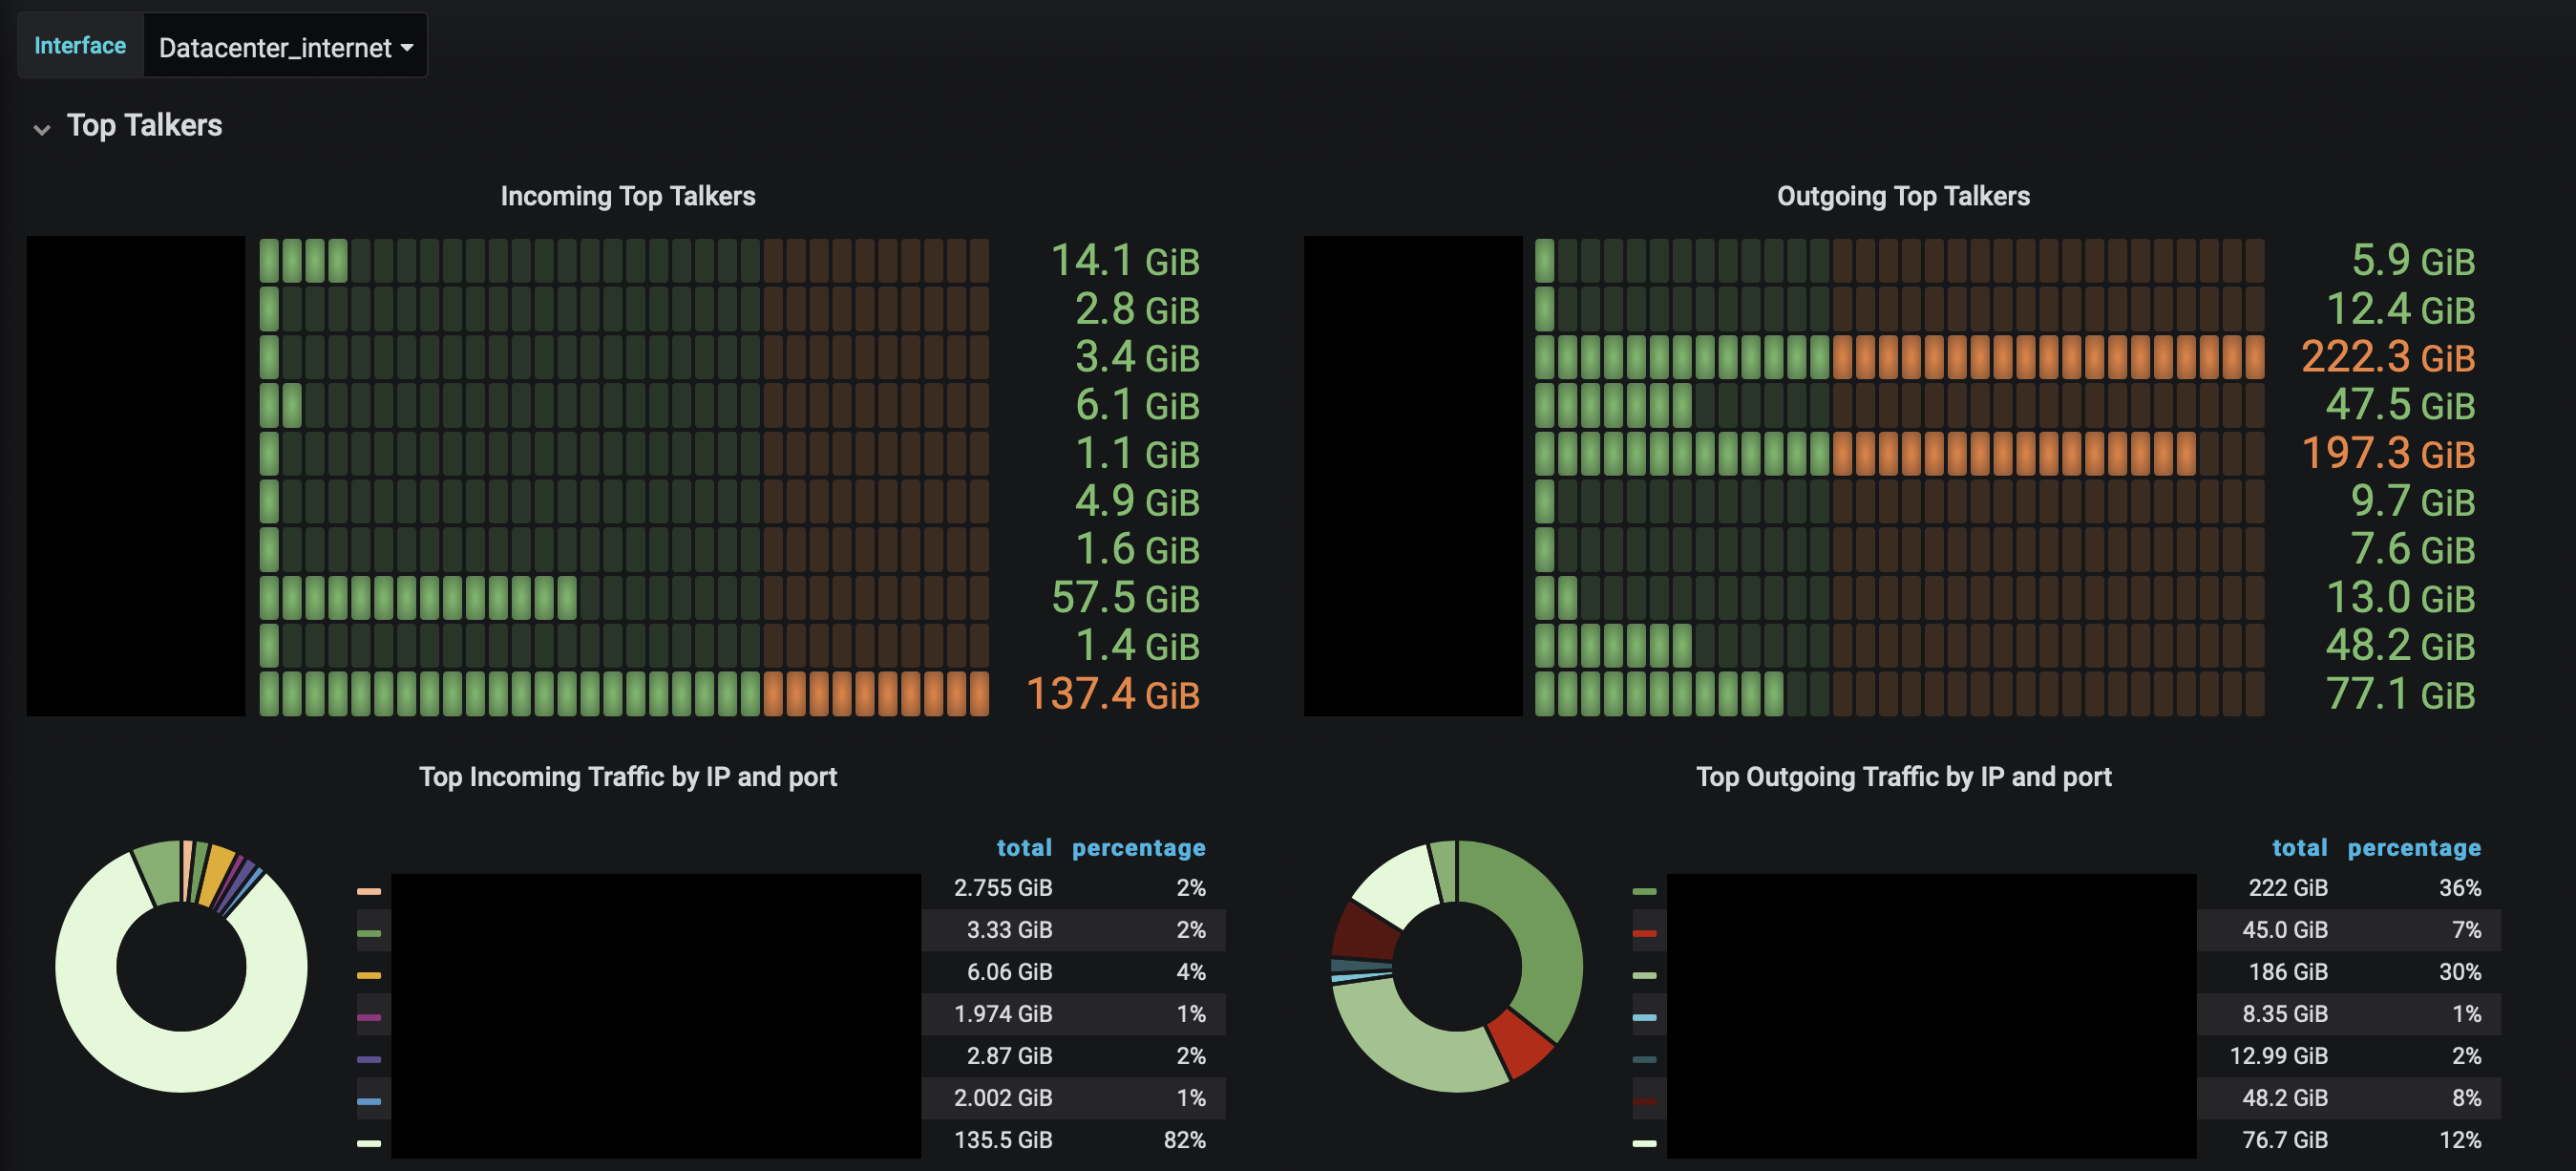 Interface Datacenter_internet
Top Talkers
Incoming Top Talkers
14.1 GiB
2.8 GiB
3.4 GiB
6.1 GiB
1.1 GiB
4.9 GiB
1.6 GiB
57.5 GiB
1.4 GiB
137.4 GiB
Outgoing Top Talkers
5.9 GiB
12.4 GiB
222.3 GiB
47.5 GiB
197.3 GiB
9.7 GiB
7.6 GiB
13.0 GiB
48.2 GiB
77.1 GiB
Top Incoming Traffic by IP and port
total percentage
2.755 GiB 2%
3.33 GiB 2%
6.06 GiB 4%
1.974 GiB 1%
2.87 GiB 2%
2.002 GiB 1%
135.5 GiB 82%
Top Outgoing Traffic by IP and port
total percentage
222 GiB 36%
45.0 GiB 7%
186 GiB 30%
8.35 GiB 1%
12.99 GiB 2%
48.2 GiB 8%
76.7 GiB 12%